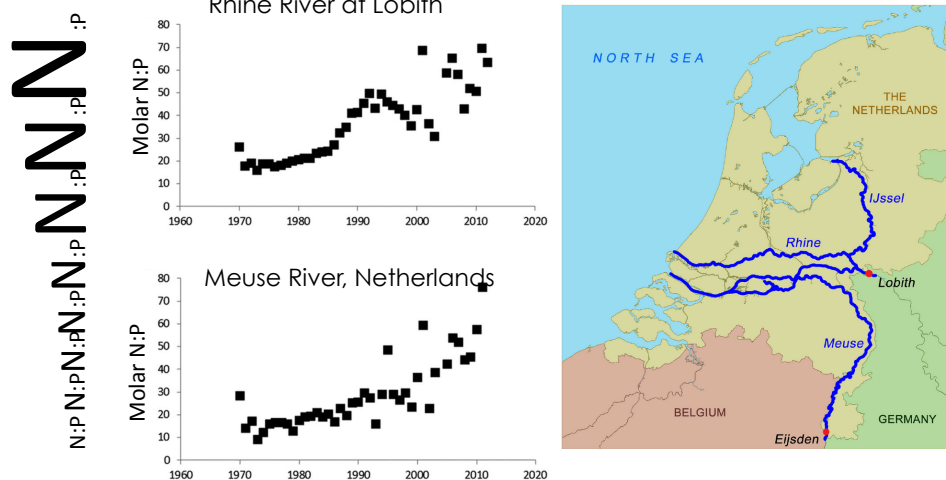 N:P N:P N:P N:P N:P N:P N:P N:P
Rhine River at Lobith
Molar N:P
80
70
60
50
40
30
20
10
0
1960 1970 1980 1990 2000 2010 2020
Meuse River, Netherlands
Molar N:P
80
70
60
50
40
30
20
10
0
1960 1970 1980 1990 2000 2010 2020
NORTH SEA
THE
NETHERLANDS
IJssel
Rhine
Lobith
Meuse
BELGIUM
GERMANY
Eijsden